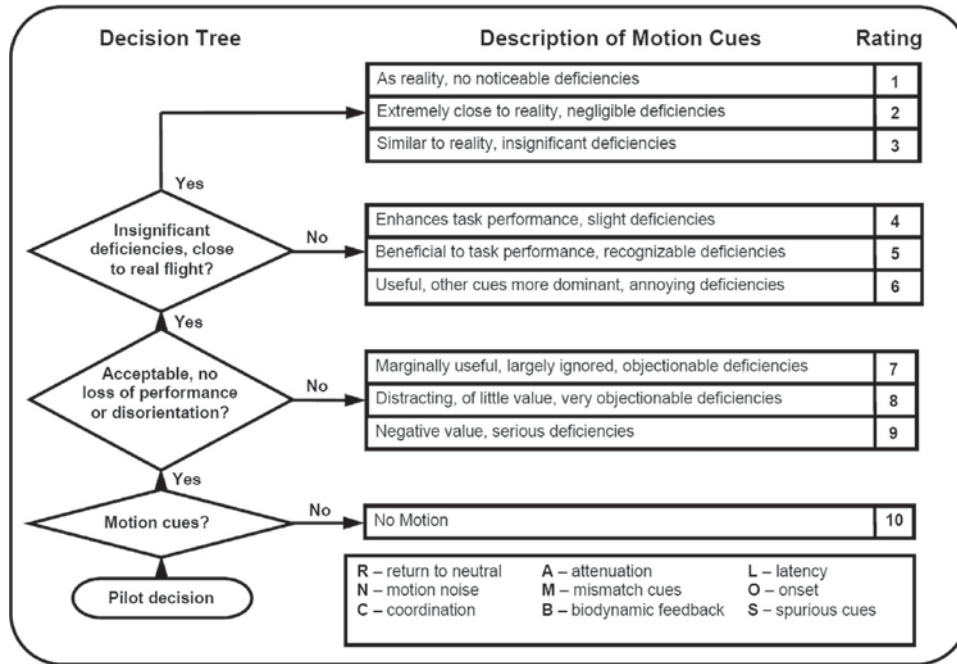 Decision Tree
Description of Motion Cues
Rating
As reality, no noticeable deficiencies 1
Extremely close to reality, negligible deficiencies 2
Similar to reality, insignificant deficiencies 3
Yes
Insignificant
deficiencies, close
to real flight?
No
Enhances task performance, slight deficiencies 4
Beneficial to task performance, recognizable deficiencies 5
Useful, other cues more dominant, annoying deficiencies 6
Yes
Acceptable, no
loss of performance
or disorientation?
No
Marginally useful, largely ignored, objectionable deficiencies 7
Distracting, of little value, very objectionable deficiencies 8
Negative value, serious deficiencies 9
Yes
Motion cues?
No
No Motion 10
Pilot decision
R – return to neutral A – attenuation L – latency
N – motion noise M – mismatch cues O – onset
C – coordination B – biodynamic feedback S – spurious cues